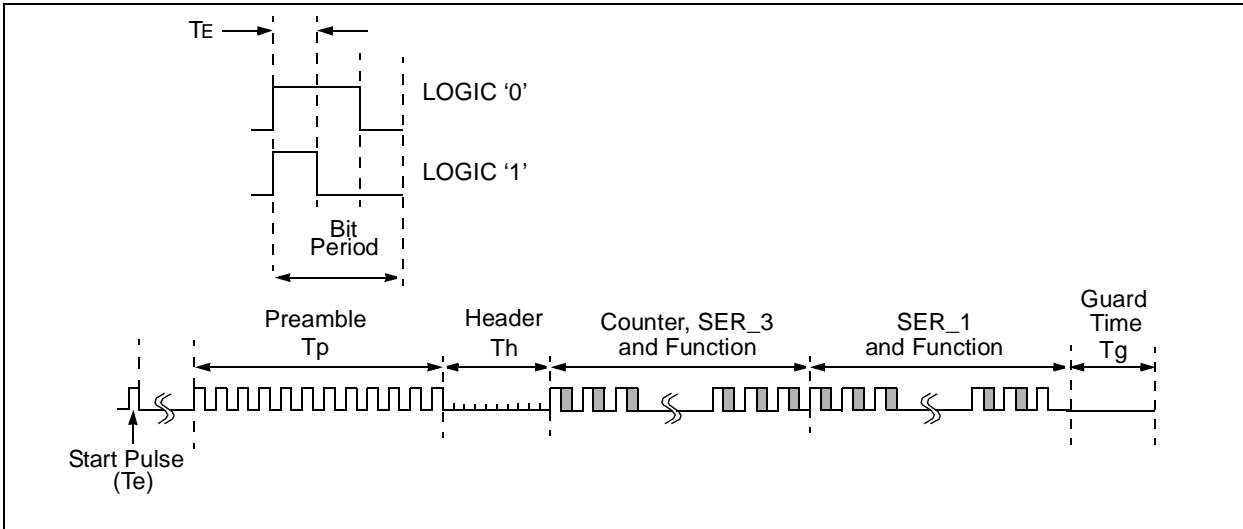 TE
LOGIC ‘0’
LOGIC ‘1’
Bit
Period
Preamble
Tp
Header
Th
Counter, SER_3
and Function
SER_1
and Function
Guard
Time
Tg
Start Pulse
(Te)